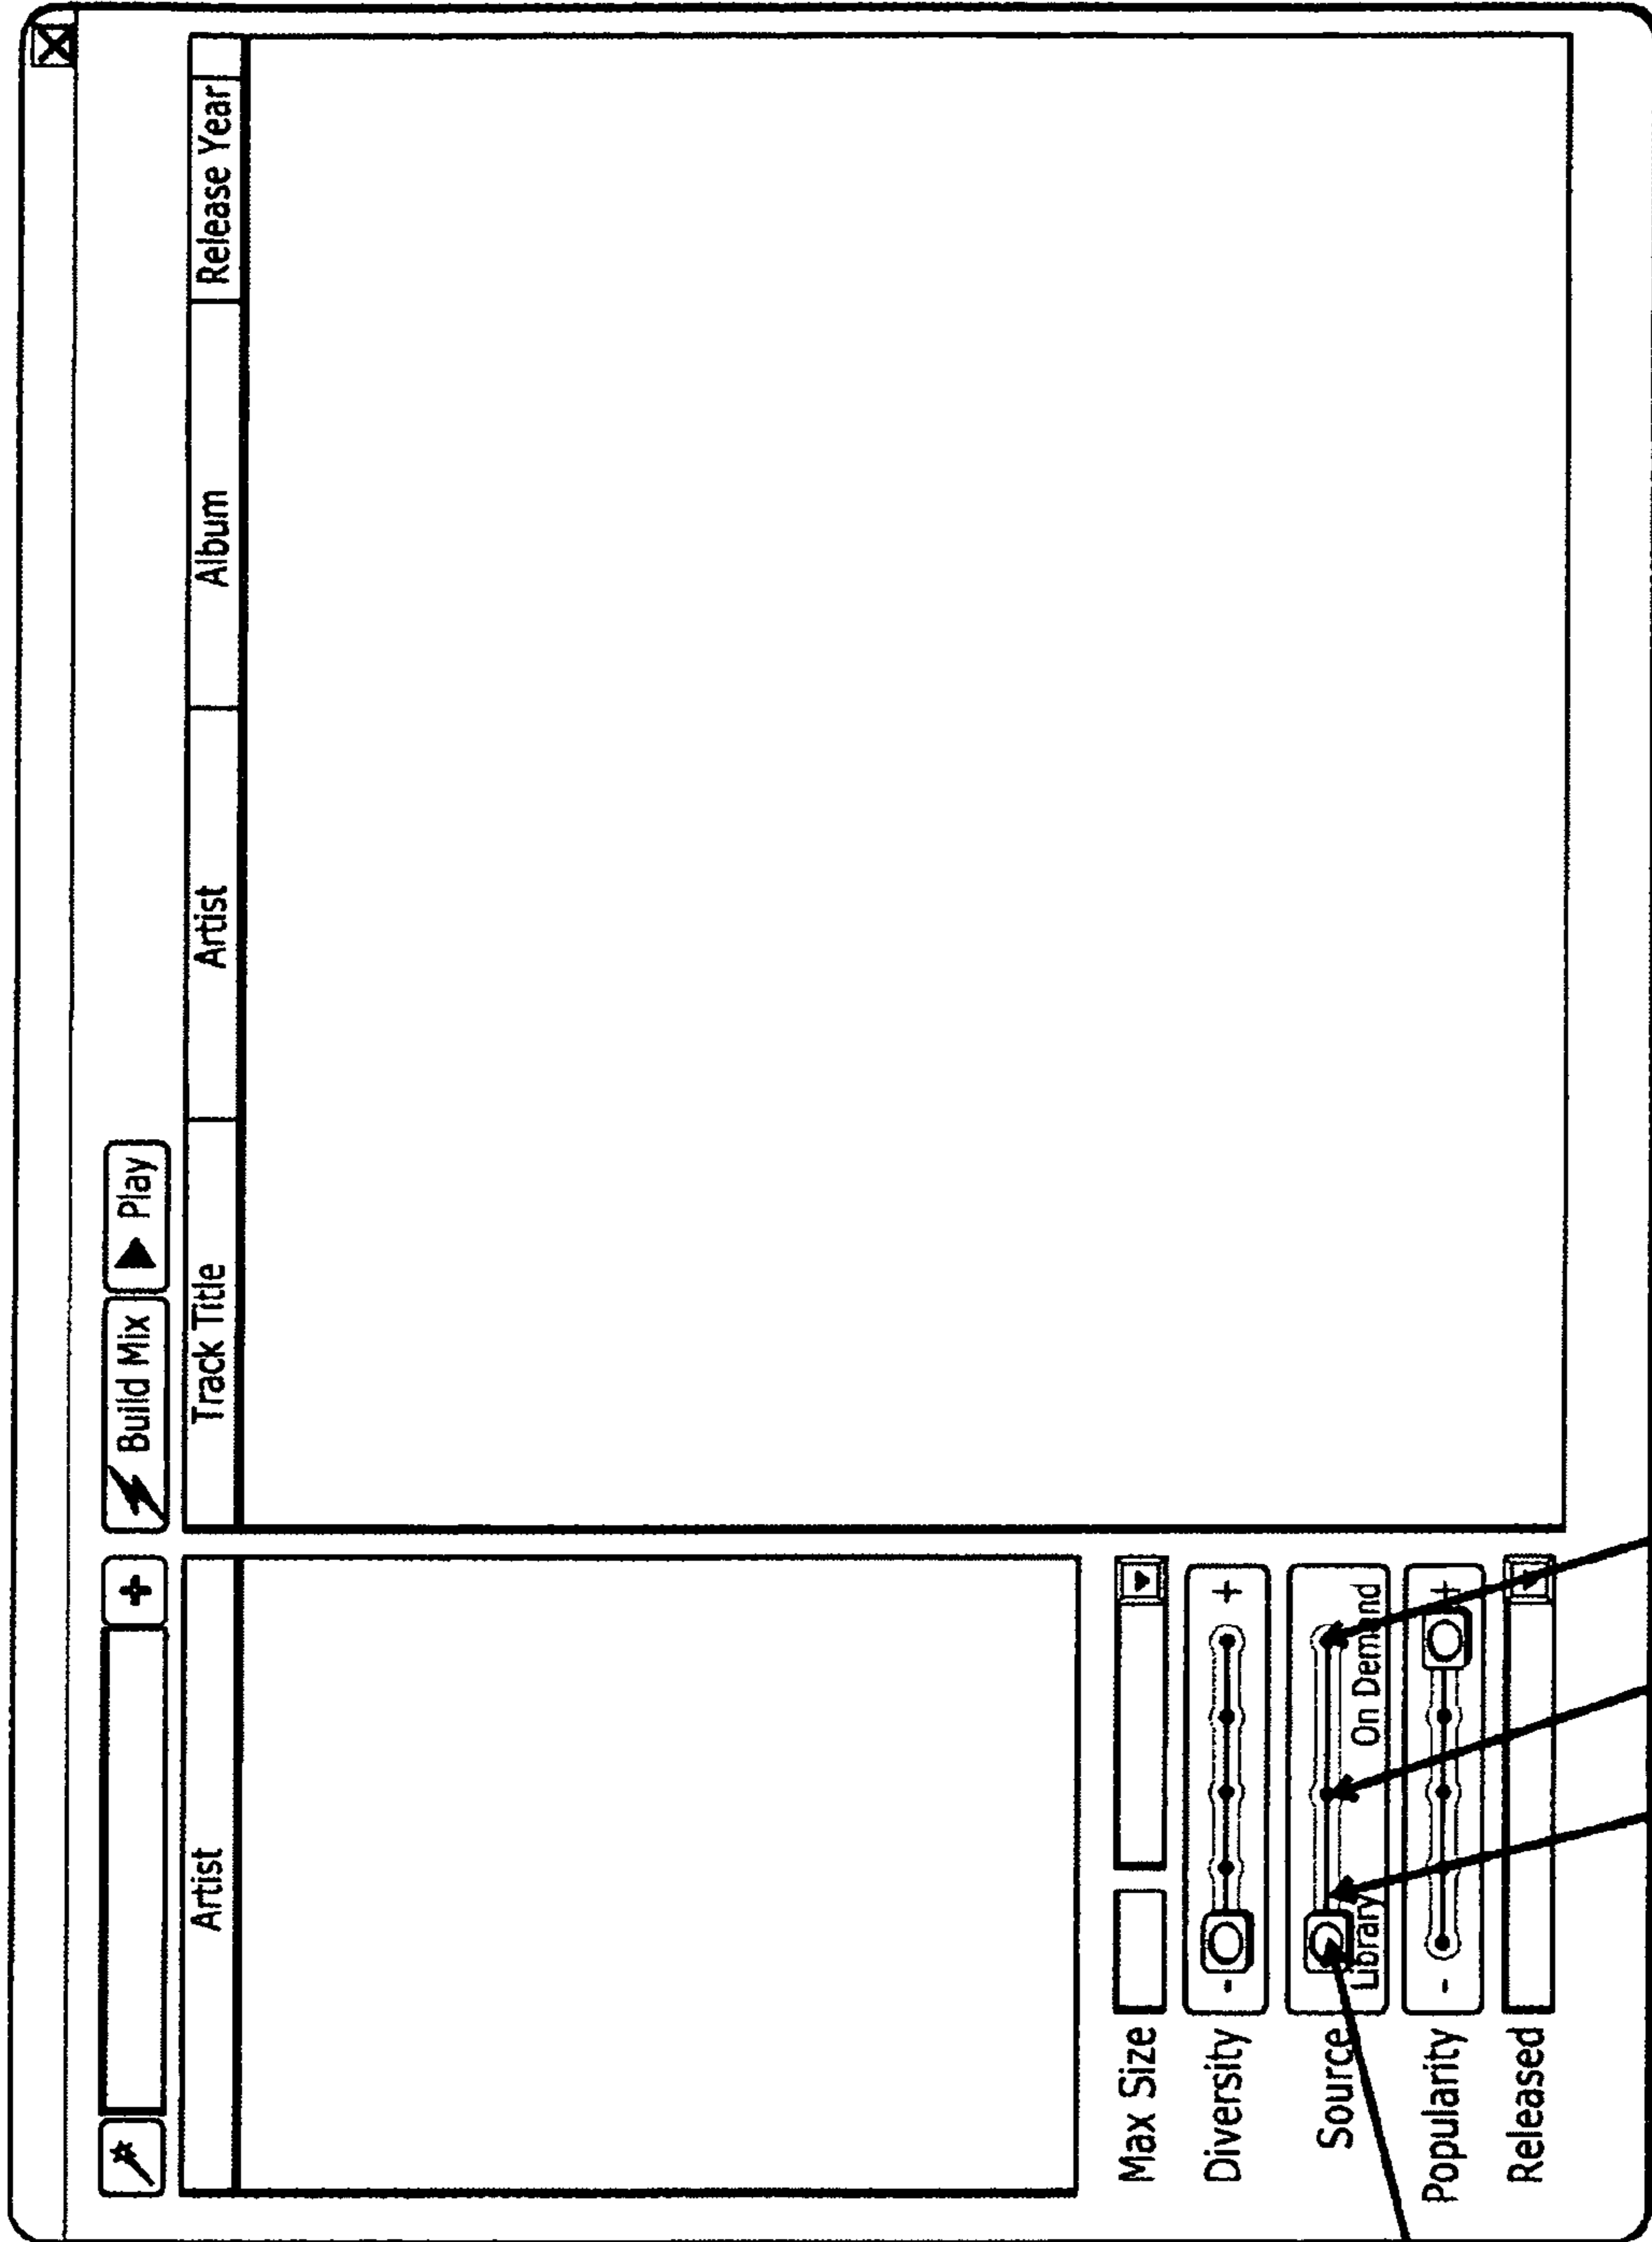 + Build Mix Play
Artist Track Title Artist Album Release Year
Max Size
Diversity - +
Source
Library On Demand
Popularity - +
Released